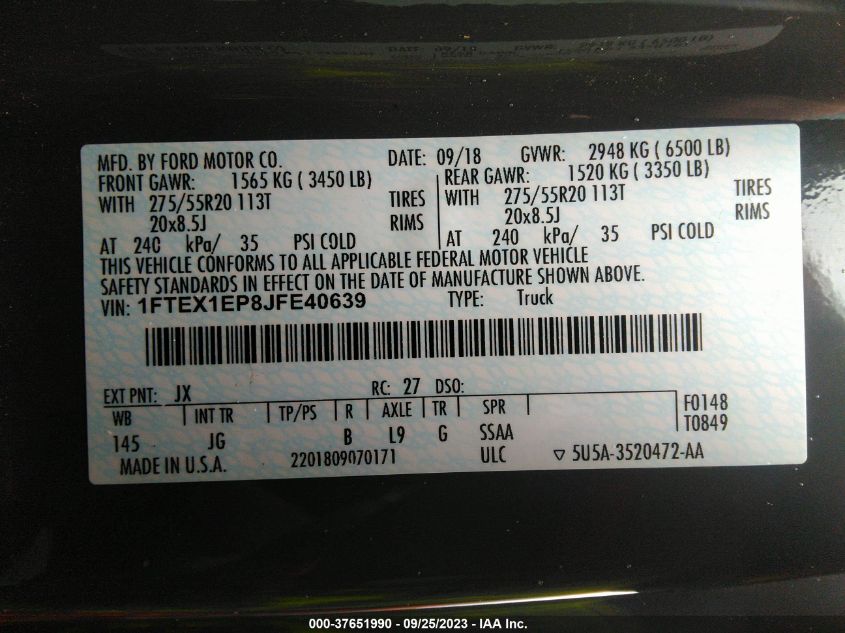 MFD. BY FORD MOTOR CO. DATE: 09/18 GVWR: 2948 KG ( 6500 LB)
FRONT GAWR: 1565 KG ( 3450 LB) REAR GAWR: 1520 KG ( 3350 LB)
WITH 275/55R20 113T TIRES 275/55R20 113T TIRES
20x8.5J RIMS WITH 20x8.5J RIMS
AT 240 kPa/ 35 PSI COLD AT 240 kPa/ 35 PSI COLD
THIS VEHICLE CONFORMS TO ALL APPLICABLE FEDERAL MOTOR VEHICLE
SAFETY STANDARDS IN EFFECT ON THE DATE OF MANUFACTURE SHOWN ABOVE.
VIN: 1FTEX1EP8JFE40639 TYPE: Truck
EXT PNT: JX RC: 27 DSO:
WB INT TR TP/PS R AXLE TR SPR F0148
T0849
145 JG B L9 G SSAA
MADE IN U.S.A. 2201809070171 ULC ▽ 5U5A-3520472-AA
000-37651990 - 09/25/2023 - IAA Inc.